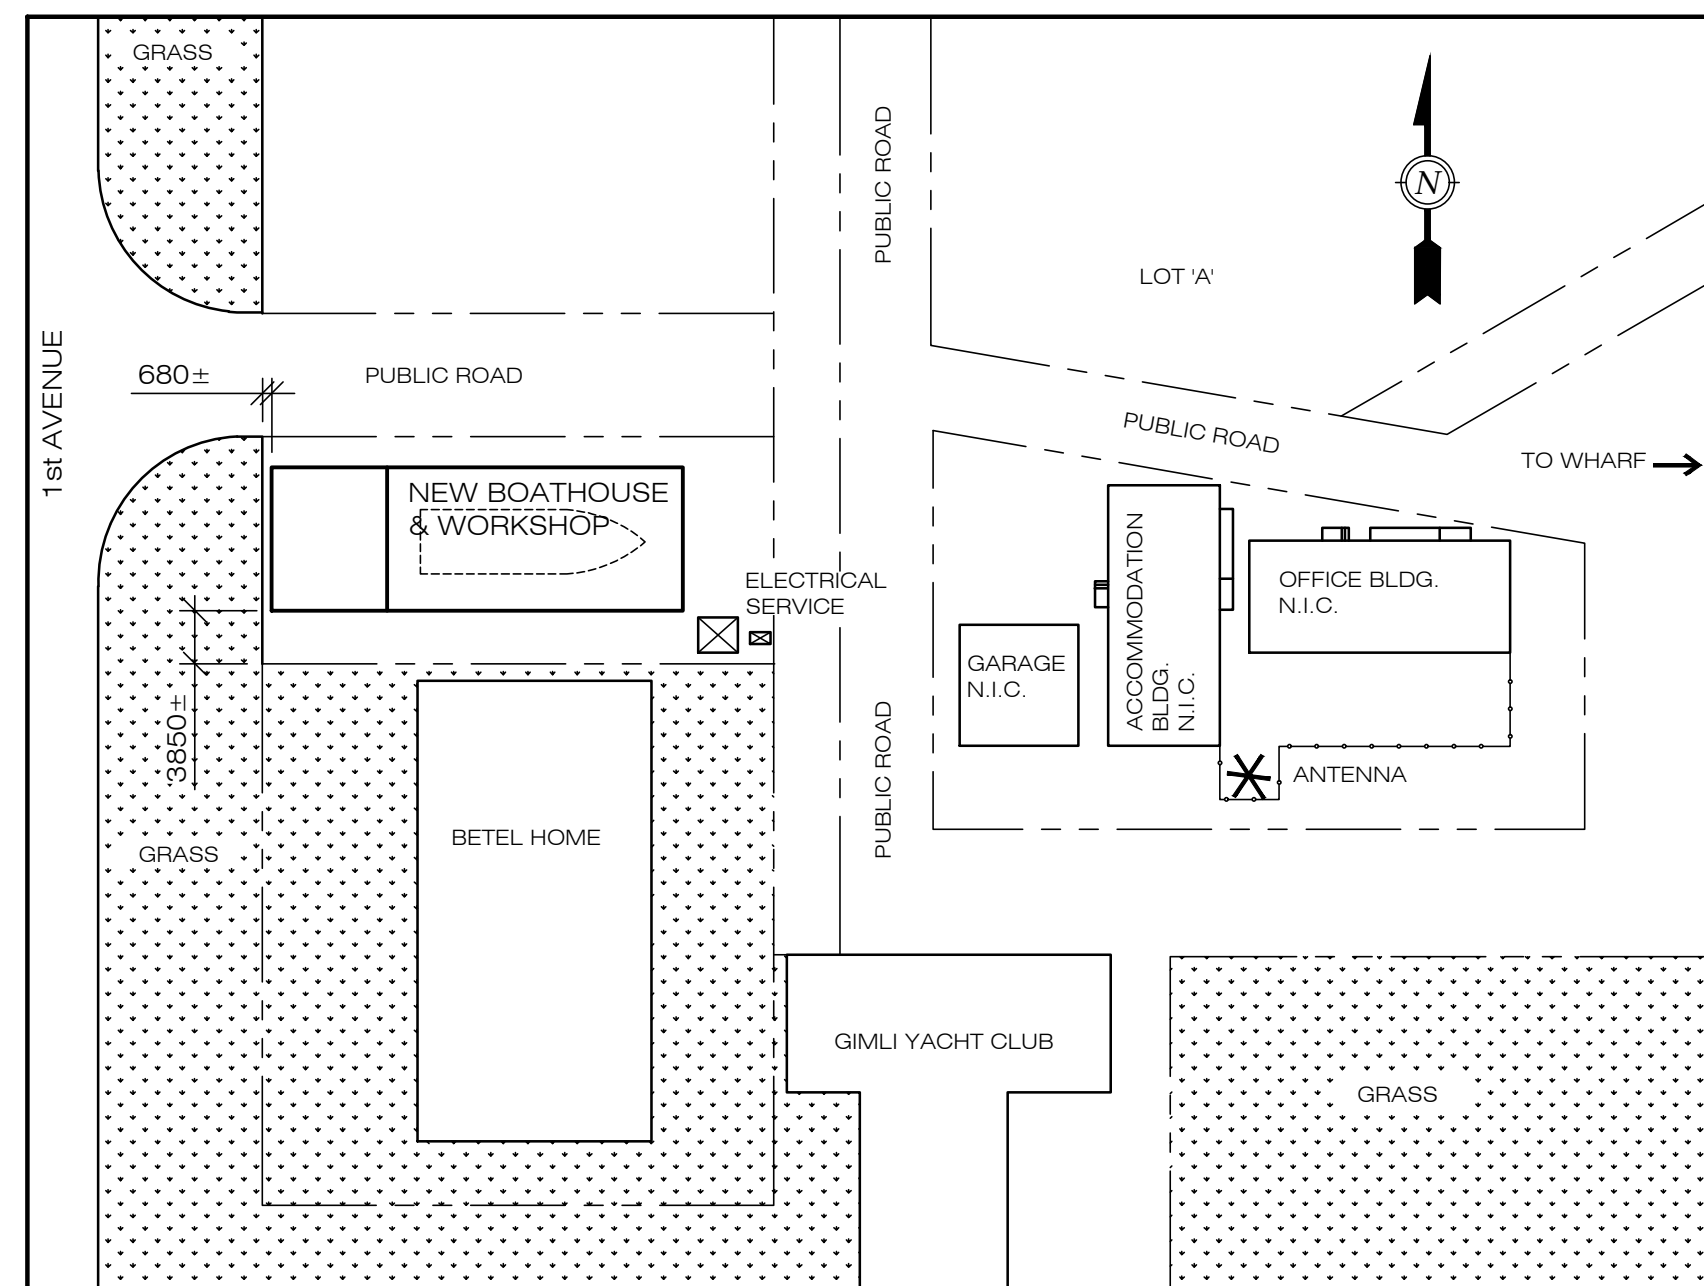 GRASS
PUBLIC ROAD
N
LOT 'A'
1st AVENUE
680±
PUBLIC ROAD
PUBLIC ROAD
TO WHARF
NEW BOATHOUSE
& WORKSHOP
ELECTRICAL
SERVICE
ACCOMMODATION
BLDG.
N.I.C.
OFFICE BLDG.
N.I.C.
GARAGE
N.I.C.
3850±
PUBLIC ROAD
ANTENNA
GRASS
BETEL HOME
GIMLI YACHT CLUB
GRASS